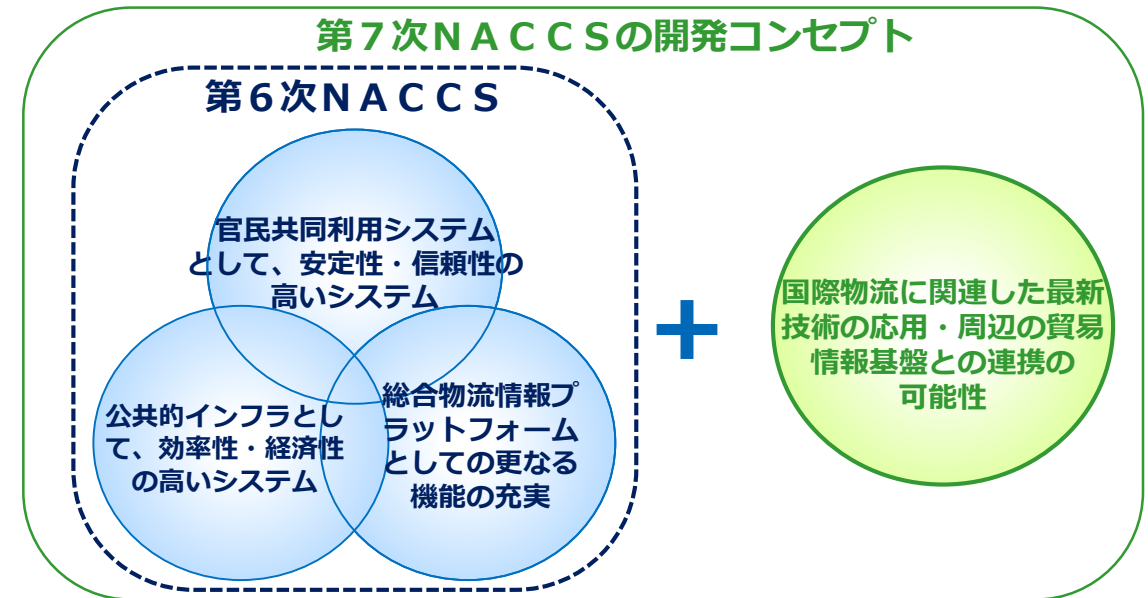 第７次ＮＡＣＣＳの開発コンセプト
第６次ＮＡＣＣＳ
官民共同利用システム
として、安定性・信頼性の
高いシステム
公共的インフラとし
て、効率性・経済性
の高いシステム
総合物流情報プ
ラットフォーム
としての更なる
機能の充実
＋
国際物流に関連した最新
技術の応用・周辺の貿易
情報基盤との連携の
可能性